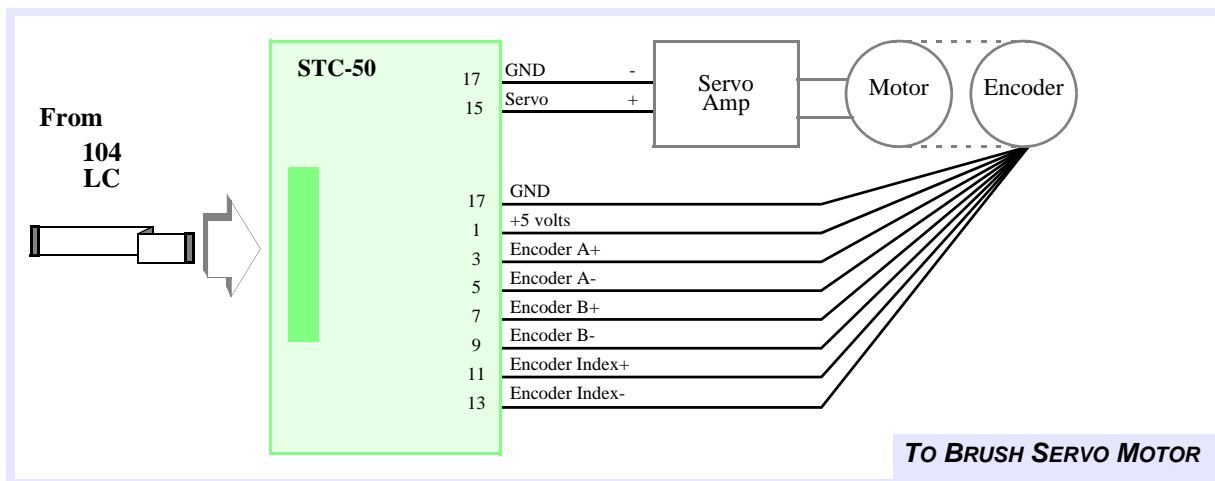 STC-50
From
104
LC
17 GND -
15 Servo +
Servo
Amp
Motor
Encoder
17 GND
1 +5 volts
3 Encoder A+
5 Encoder A-
7 Encoder B+
9 Encoder B-
11 Encoder Index+
13 Encoder Index-
TO BRUSH SERVO MOTOR